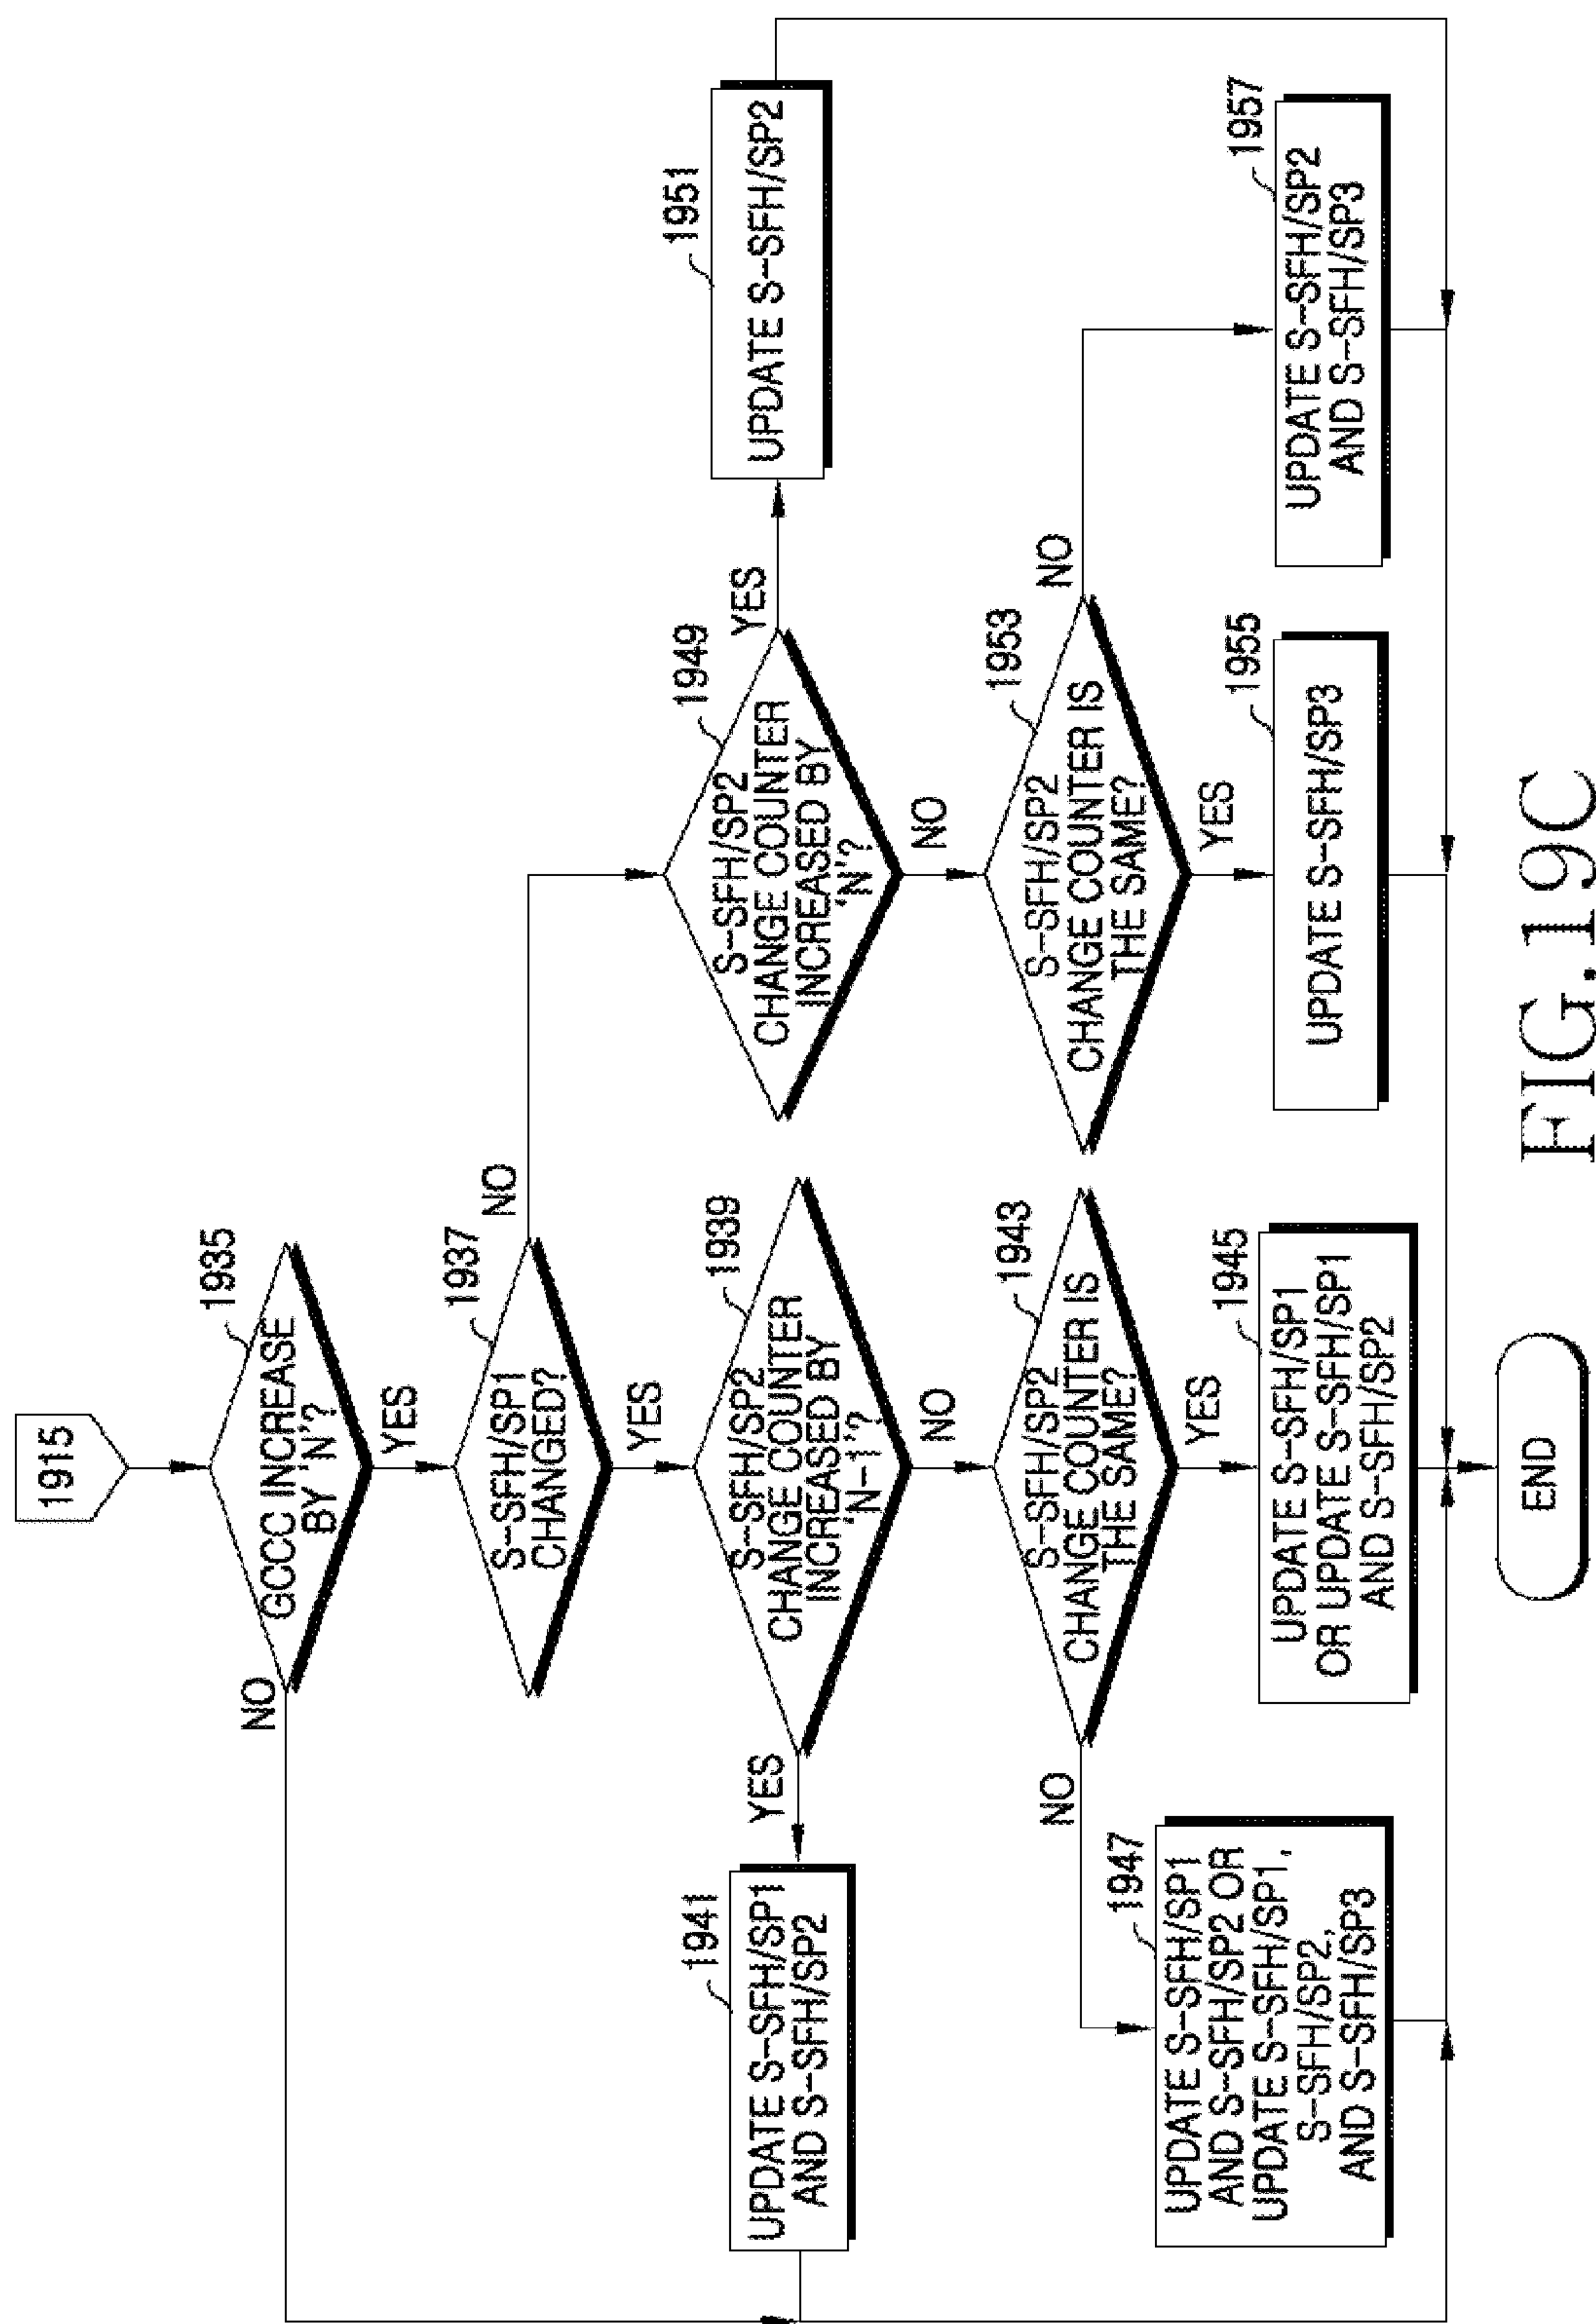 1915
GCCC INCREASE
BY 'N'?
1935
NO
YES
S-SFH/SP1
CHANGED?
1937
NO
YES
S-SFH/SP2
CHANGE COUNTER
INCREASED BY
'N-1'?
1939
YES
NO
UPDATE S-SFH/SP1
AND S-SFH/SP2
1941
S-SFH/SP2
CHANGE COUNTER IS
THE SAME?
1943
NO
YES
UPDATE S-SFH/SP1
AND S-SFH/SP2 OR
UPDATE S-SFH/SP1,
S-SFH/SP2,
AND S-SFH/SP3
1947
UPDATE S-SFH/SP1
OR UPDATE S-SFH/SP1
AND S-SFH/SP2
1945
S-SFH/SP2
CHANGE COUNTER
INCREASED BY
'N'?
1949
YES
NO
UPDATE S-SFH/SP2
1951
S-SFH/SP2
CHANGE COUNTER IS
THE SAME?
1953
NO
YES
UPDATE S-SFH/SP3
1955
UPDATE S-SFH/SP2
AND S-SFH/SP3
1957
END
FIG.19C